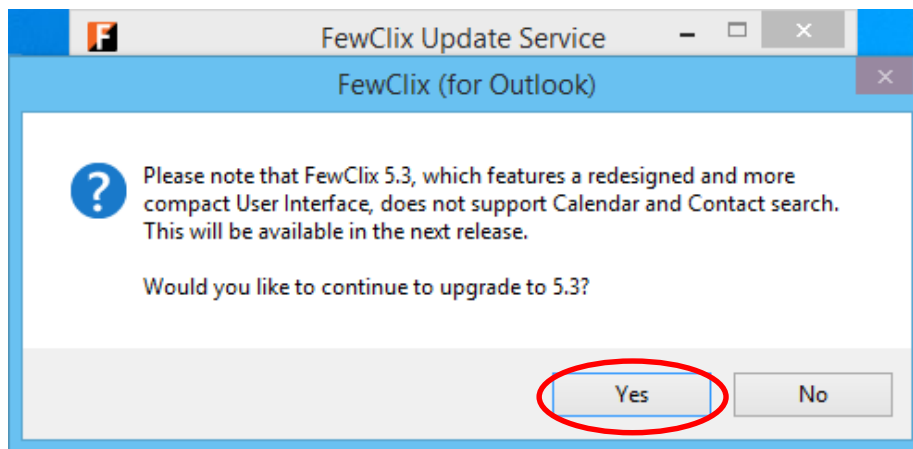 FewClix Update Service
FewClix (for Outlook)
Please note that FewClix 5.3, which features a redesigned and more
compact User Interface, does not support Calendar and Contact search.
This will be available in the next release.
Would you like to continue to upgrade to 5.3?
Yes
No